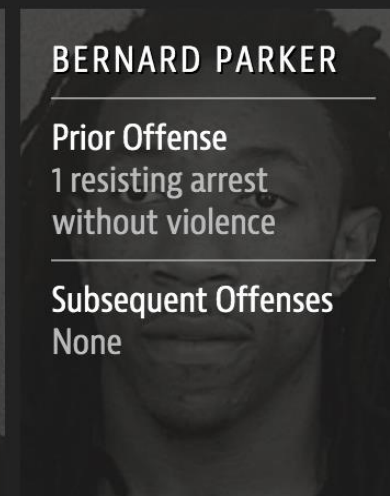 BERNARD PARKER
Prior Offense
1 resisting arrest
without violence
Subsequent Offenses
None